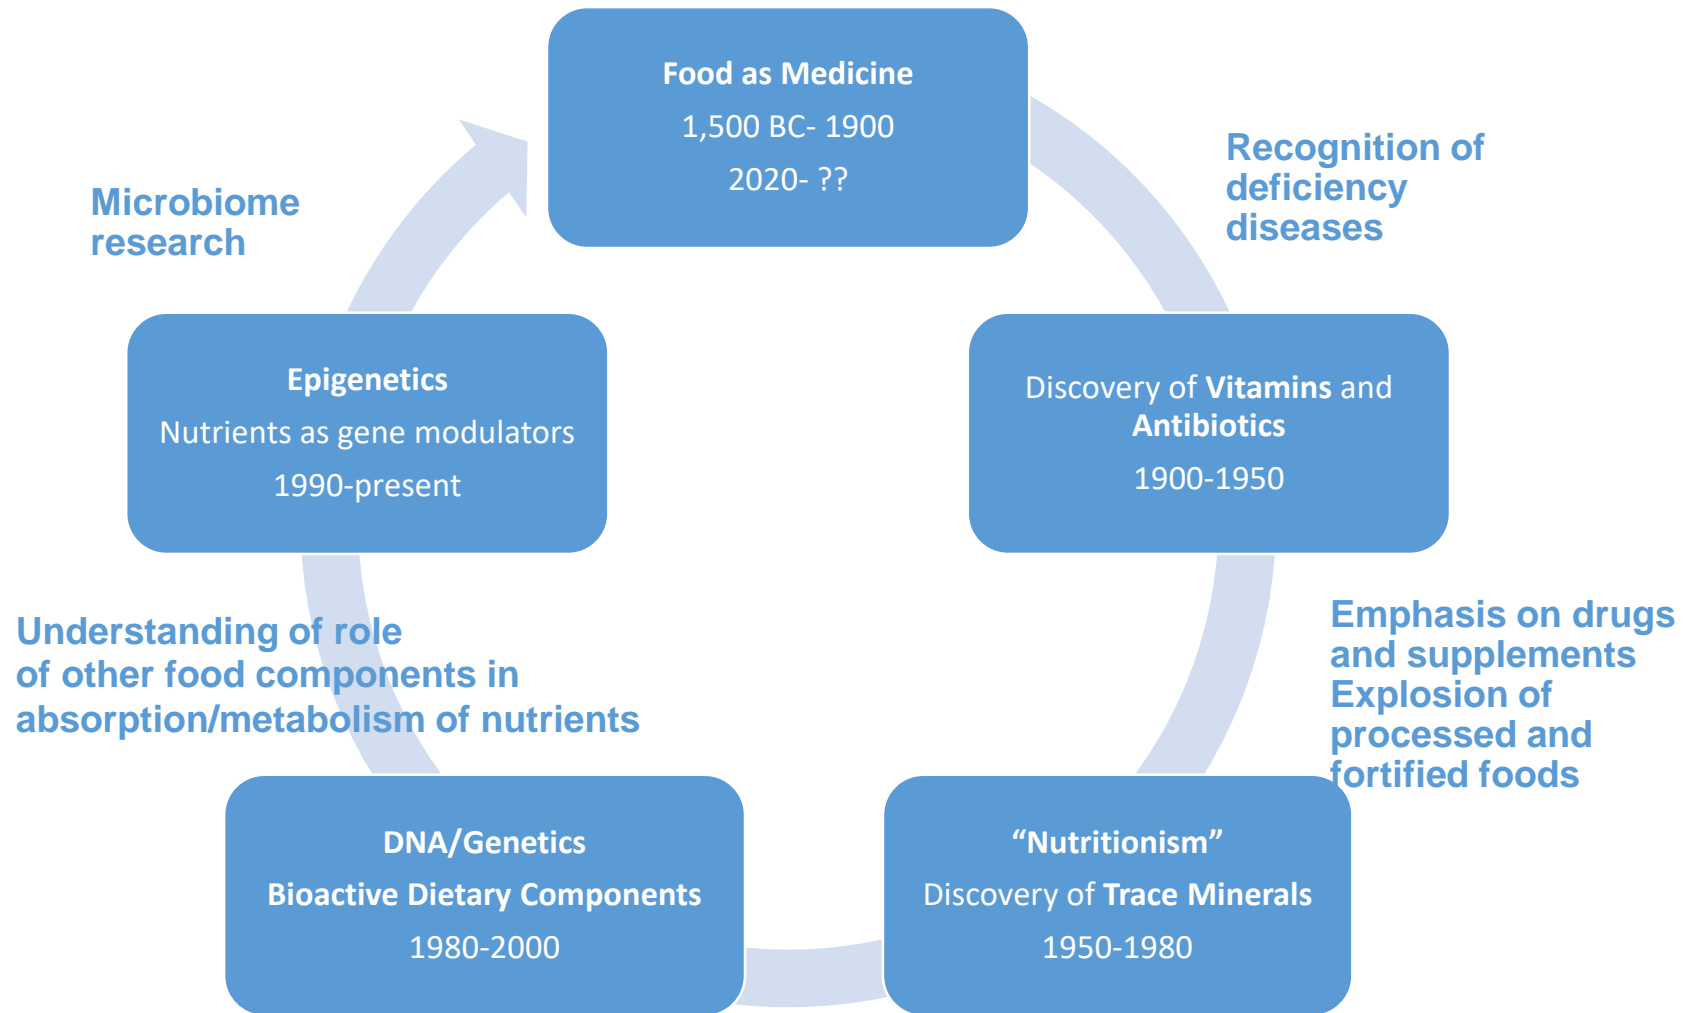 Food as Medicine
1,500 BC- 1900
2020- ??
Recognition of
deficiency
diseases
Discovery of Vitamins and
Antibiotics
1900-1950
Emphasis on drugs
and supplements
Explosion of
processed and
fortified foods
“Nutritionism”
Discovery of Trace Minerals
1950-1980
DNA/Genetics
Bioactive Dietary Components
1980-2000
Understanding of role
of other food components in
absorption/metabolism of nutrients
Epigenetics
Nutrients as gene modulators
1990-present
Microbiome
research